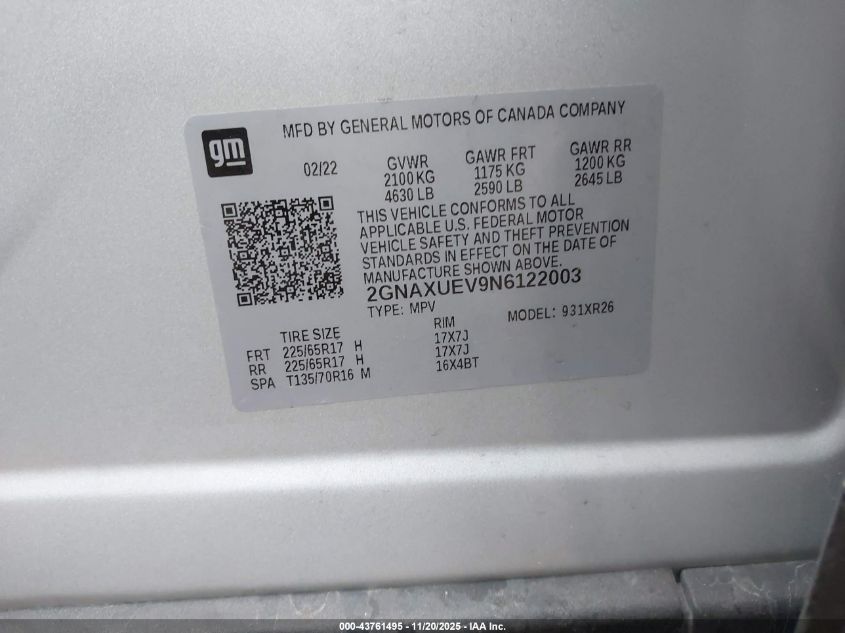 MFD BY GENERAL MOTORS OF CANADA COMPANY
gm
02/22 GVWR GAWR FRT GAWR RR
2100 KG 1175 KG 1200 KG
4630 LB 2590 LB 2645 LB
THIS VEHICLE CONFORMS TO ALL
APPLICABLE U.S. FEDERAL MOTOR
VEHICLE SAFETY AND THEFT PREVENTION
STANDARDS IN EFFECT ON THE DATE OF
MANUFACTURE SHOWN ABOVE.
2GNAXUEV9N6122003
TYPE: MPV MODEL: 931XR26
TIRE SIZE RIM
FRT 225/65R17 H 17X7J
RR 225/65R17 H 17X7J
SPA T135/70R16 M 16X4BT
000-43761495 - 11/20/2025 - IAA Inc.